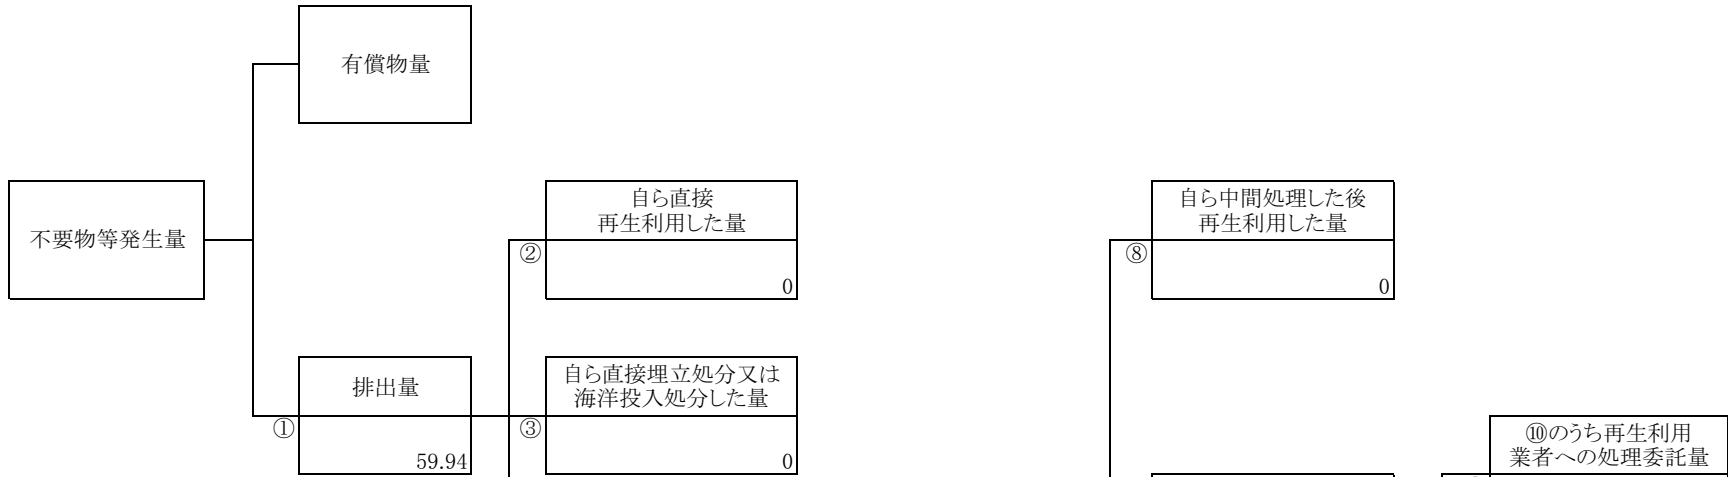 有償物量
不要物等発生量
自ら直接
再生利用した量
②
0
自ら中間処理した後
再生利用した量
⑧
0
排出量
①
59.94
自ら直接埋立処分又は
海洋投入処分した量
③
0
⑩のうち再生利用
業者への処理委託量